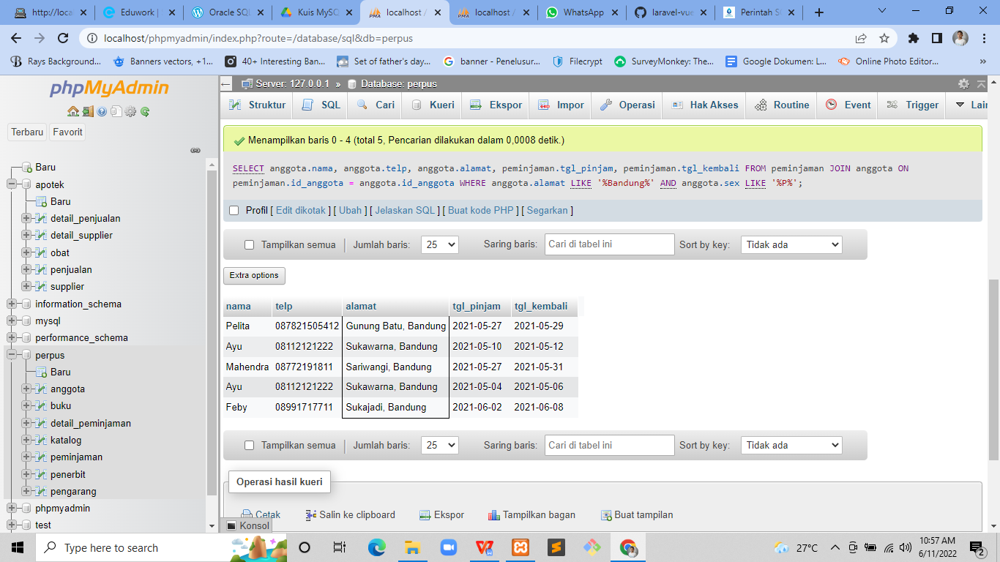 http://loca
Eduwork |
Oracle SQL
Kuis MySQ
localhost /
localhost /
WhatsApp
laravel-vue
Perintah S
localhost/phpmyadmin/index.php?route=/database/sql&db=perpus
Rays Background...
Banners vectors, +1...
40+ Interesting Ban...
Set of father's day...
banner - Penelusur...
Filecrypt
SurveyMonkey: The...
Google Dokumen: L...
Online Photo Editor...
phpMyAdmin
Terbaru Favorit
Baru
apotek
Baru
detail_penjualan
detail_supplier
obat
penjualan
supplier
information_schema
mysql
performance_schema
perpus
Baru
anggota
buku
detail_peminjaman
katalog
peminjaman
penerbit
pengarang
phpmyadmin
test
Server: 127.0.0.1 » Database: perpus
Struktur SQL Cari Kueri Ekspor Impor Operasi Hak Akses Routine Event Trigger Lain
Menampilkan baris 0 - 4 (total 5, Pencarian dilakukan dalam 0,0008 detik.)
SELECT anggota.nama, anggota.telp, anggota.alamat, peminjaman.tgl_pinjam, peminjaman.tgl_kembali FROM peminjaman JOIN anggota ON
peminjaman.id_anggota = anggota.id_anggota WHERE anggota.alamat LIKE '%Bandung%' AND anggota.sex LIKE '%P%';
Profil [ Edit dikotak ] [ Ubah ] [ Jelaskan SQL ] [ Buat kode PHP ] [ Segarkan ]
Tampilkan semua | Jumlah baris: 25 Saring baris: Cari di tabel ini Sort by key: Tidak ada
Extra options
nama telp alamat tgl_pinjam tgl_kembali
Pelita 087821505412 Gunung Batu, Bandung 2021-05-27 2021-05-29
Ayu 08112121222 Sukawarna, Bandung 2021-05-10 2021-05-12
Mahendra 08772191811 Sariwangi, Bandung 2021-05-27 2021-05-31
Ayu 08112121222 Sukawarna, Bandung 2021-05-04 2021-05-06
Feby 08991717711 Sukajadi, Bandung 2021-06-02 2021-06-08
Tampilkan semua | Jumlah baris: 25 Saring baris: Cari di tabel ini Sort by key: Tidak ada
Operasi hasil kueri
Cetak Salin ke clipboard Ekspor Tampilkan bagan Buat tampilan
Konsol
Type here to search
27°C
10:57 AM
6/11/2022
2